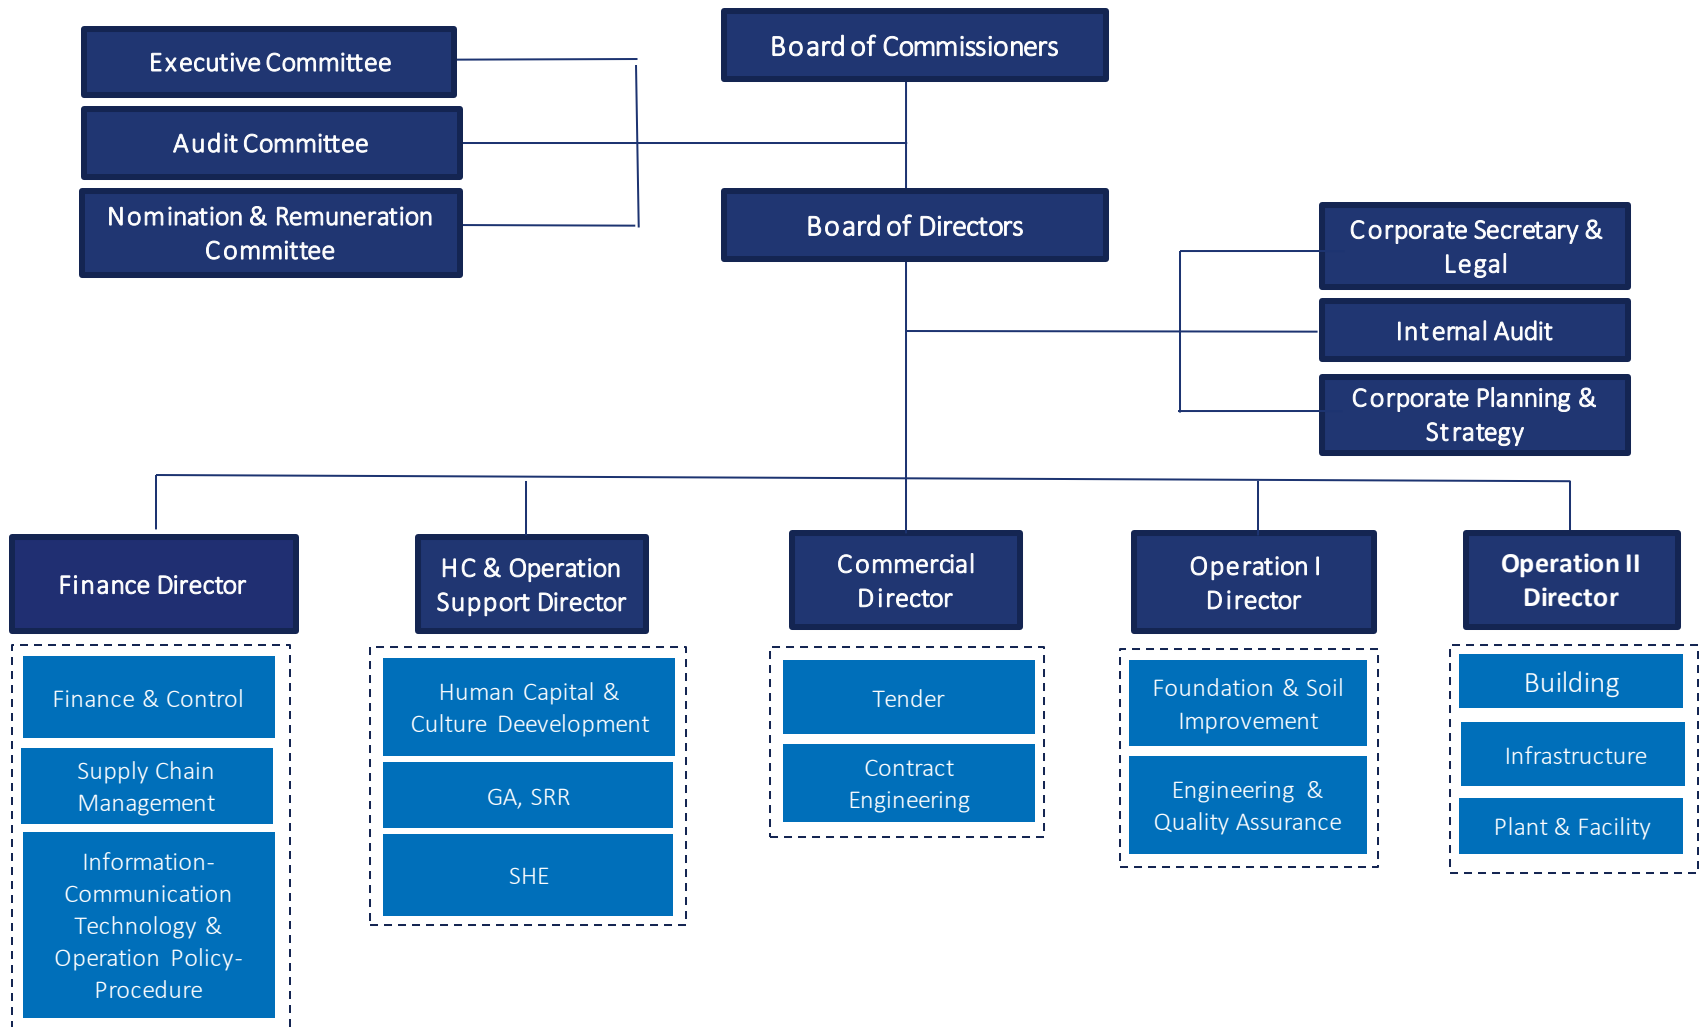 Board of Commissioners
Executive Committee
Audit Committee
Nomination & Remuneration
Committee
Board of Directors
Corporate Secretary &
Legal
Internal Audit
Corporate Planning &
Strategy
Finance Director
HC & Operation
Support Director
Commercial
Director
Operation I
Director
Operation II
Director
Finance & Control
Supply Chain
Management
Information-
Communication
Technology &
Operation Policy-
Procedure
Human Capital &
Culture Deevelopment
GA, SRR
SHE
Tender
Contract
Engineering
Foundation & Soil
Improvement
Engineering &
Quality Assurance
Building
Infrastructure
Plant & Facility